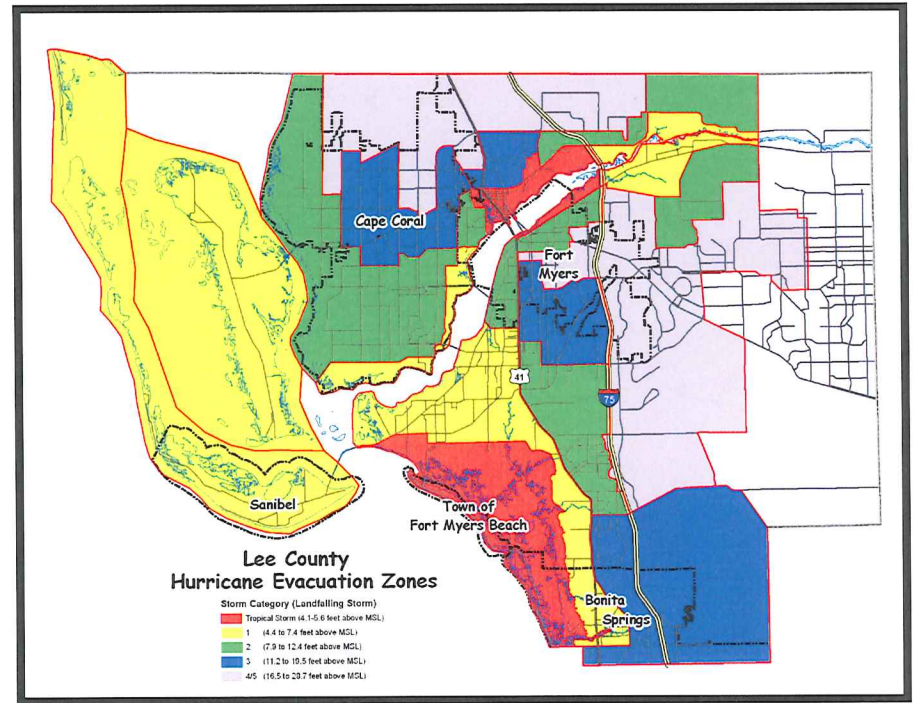 Cape Coral
Fort
Myers
41
75
Sanibel
Town of
Fort Myers Beach
Lee County
Hurricane Evacuation Zones
Bonita
Springs
Storm Category (Landfalling Storm)
Tropical Storm (4.1-5.6 feet above MSL)
1 (4.4 to 7.4 feet above MSL)
2 (7.9 to 12.4 feet above MSL)
3 (11.2 to 19.5 feet above MSL)
4/5 (16.5 to 28.7 feet above MSL)